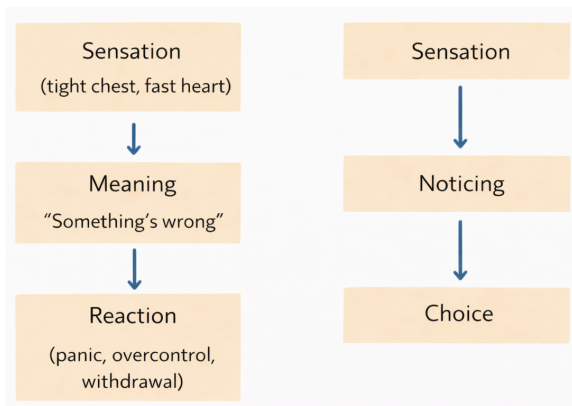 Sensation
(tight chest, fast heart)
Meaning
“Something’s wrong”
Reaction
(panic, overcontrol,
withdrawal)
Sensation
Noticing
Choice